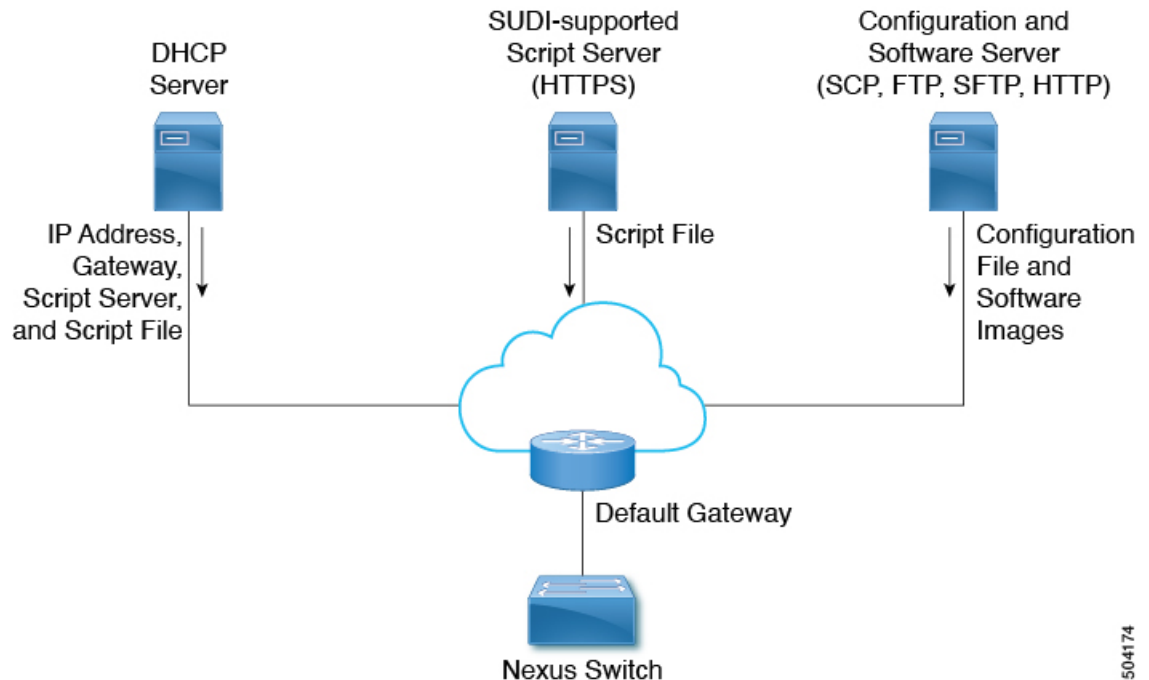 DHCP
Server
SUDI-supported
Script Server
(HTTPS)
Configuration and
Software Server
(SCP, FTP, SFTP, HTTP)
IP Address,
Gateway,
Script Server,
and Script File
Script File
Configuration
File and
Software
Images
Default Gateway
Nexus Switch
504174